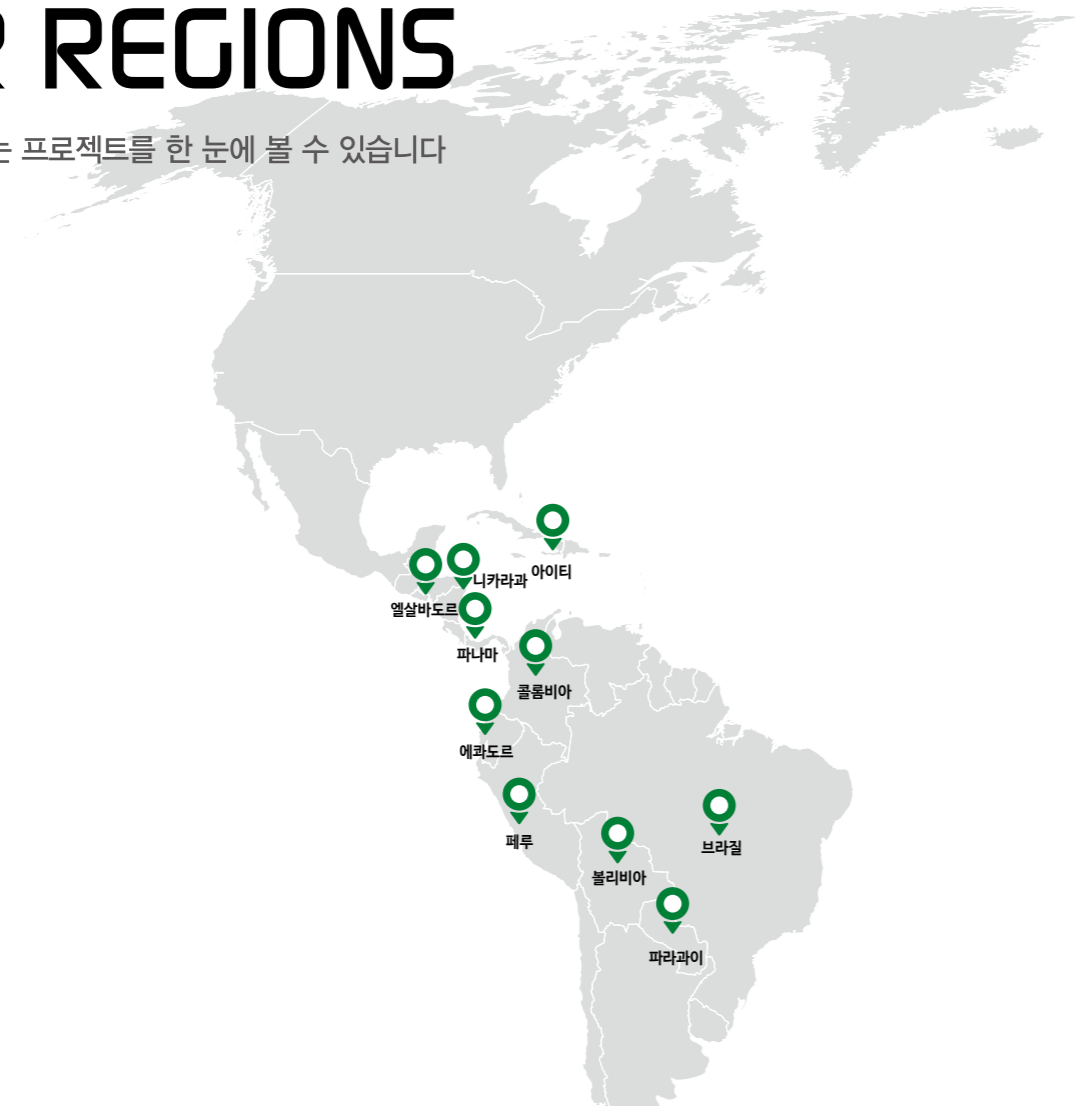 R REGIONS
는 프로젝트를 한 눈에 볼 수 있습니다
아이티
니카라과
엘살바도르
파나마
콜롬비아
에콰도르
페루
브라질
볼리비아
파라과이